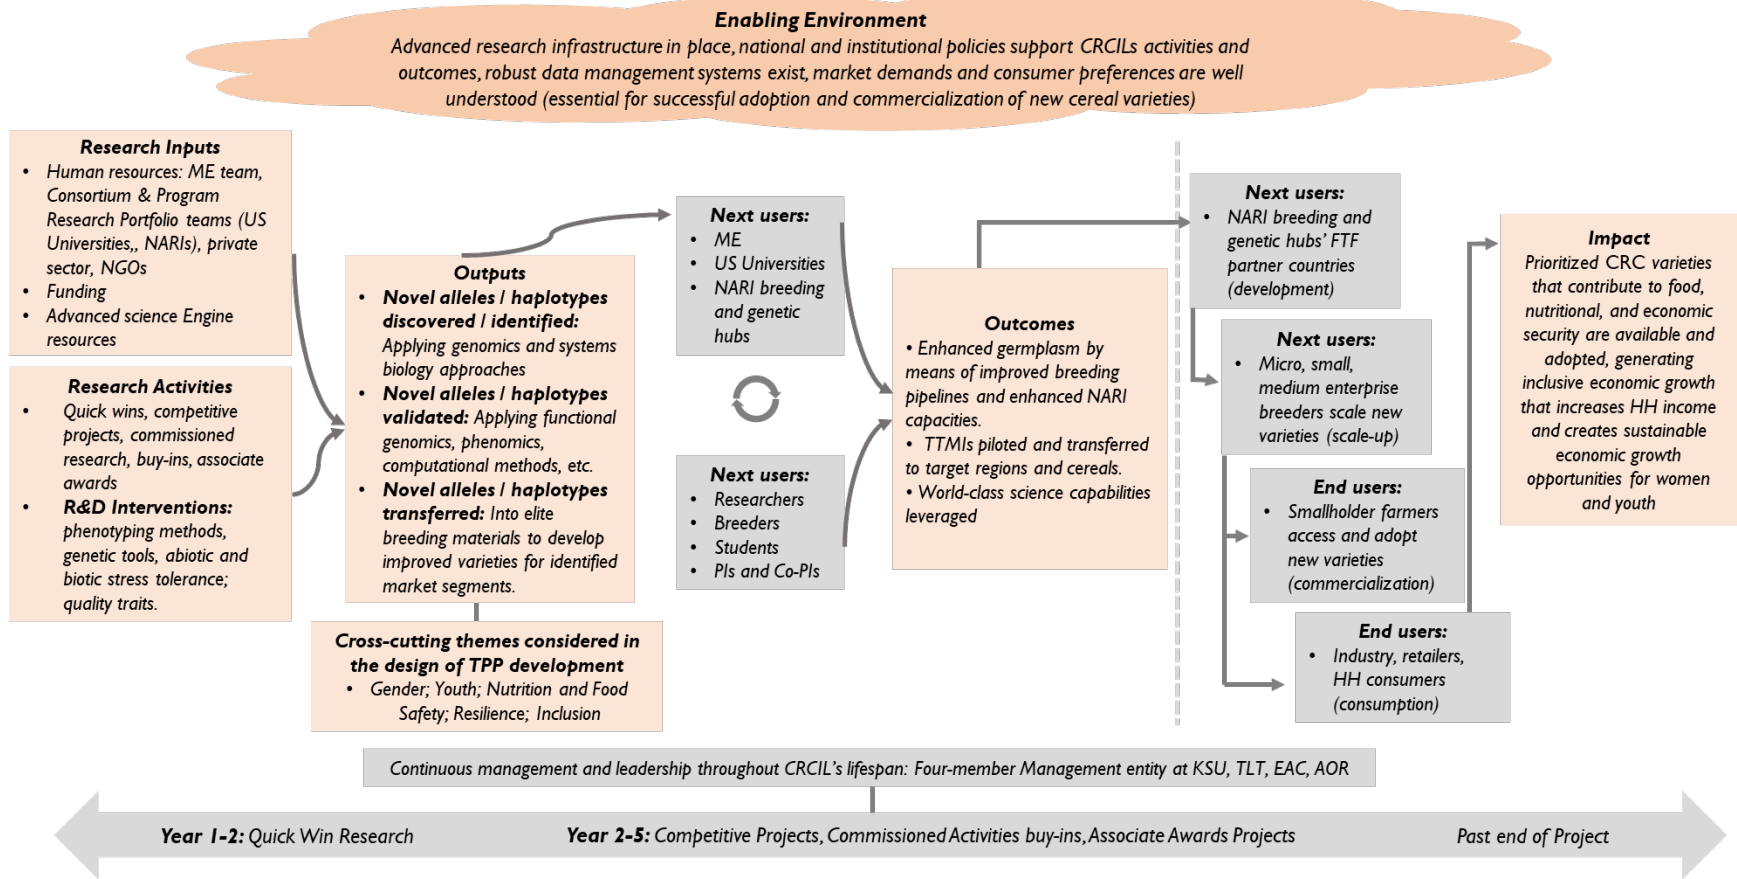 Enabling Environment
Advanced research infrastructure in place, national and institutional policies support CRCILs activities and
outcomes, robust data management systems exist, market demands and consumer preferences are well
understood (essential for successful adoption and commercialization of new cereal varieties)
Research Inputs
• Human resources: ME team,
Consortium & Program
Research Portfolio teams (US
Universities,, NARIs), private
sector, NGOs
• Funding
• Advanced science Engine
resources
Research Activities
• Quick wins, competitive
projects, commissioned
research, buy-ins, associate
awards
• R&D Interventions:
phenotyping methods,
genetic tools, abiotic and
biotic stress tolerance;
quality traits.
Outputs
• Novel alleles / haplotypes
discovered / identified:
Applying genomics and systems
biology approaches
• Novel alleles / haplotypes
validated: Applying functional
genomics, phenomics,
computational methods, etc.
• Novel alleles / haplotypes
transferred: Into elite
breeding materials to develop
improved varieties for identified
market segments.
Cross-cutting themes considered in
the design of TPP development
• Gender; Youth; Nutrition and Food
Safety; Resilience; Inclusion
Next users:
• ME
• US Universities
• NARI breeding
and genetic
hubs
Next users:
• Researchers
• Breeders
• Students
• PIs and Co-PIs
Outcomes
• Enhanced germplasm by
means of improved breeding
pipelines and enhanced NARI
capacities.
• TTMIs piloted and transferred
to target regions and cereals.
• World-class science capabilities
leveraged
Next users:
• NARI breeding and
genetic hubs’ FTF
partner countries
(development)
Next users:
• Micro, small,
medium enterprise
breeders scale new
varieties (scale-up)
End users:
• Smallholder farmers
access and adopt
new varieties
(commercialization)
End users:
• Industry, retailers,
HH consumers
(consumption)
Impact
Prioritized CRC varieties
that contribute to food,
nutritional, and economic
security are available and
adopted, generating
inclusive economic growth
that increases HH income
and creates sustainable
economic growth
opportunities for women
and youth
Continuous management and leadership throughout CRCIL’s lifespan: Four-member Management entity at KSU, TLT, EAC, AOR
Year 1-2: Quick Win Research
Year 2-5: Competitive Projects, Commissioned Activities buy-ins, Associate Awards Projects
Past end of Project